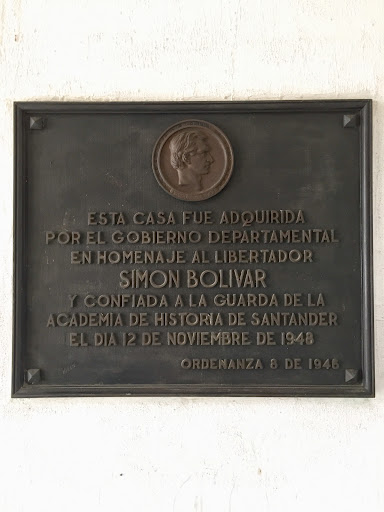 ESTA CASA FUE ADQUIRIDA
POR EL GOBIERNO DEPARTAMENTAL
EN HOMENAJE AL LIBERTADOR
SIMON BOLIVAR
Y CONFIADA A LA GUARDA DE LA
ACADEMIA DE HISTORIA DE SANTANDER
EL DIA 12 DE NOVIEMBRE DE 1948
ORDENANZA 8 DE 1948